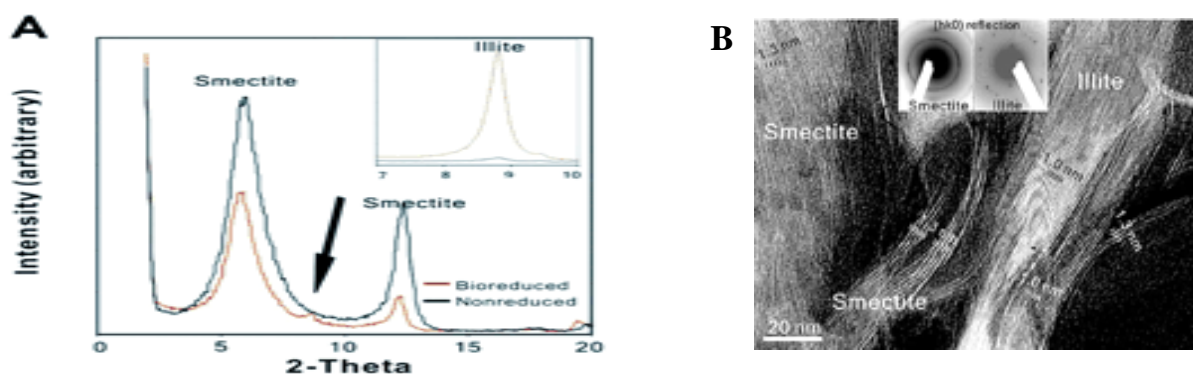 A
Intensity (arbitrary)
Smectite
Illite
7 8 9 10
Smectite
Bioreduced
Nonreduced
0 5 10 15 20
2-Theta
B
(hk0) reflection
Smectite Illite
1.3 nm
Illite
Smectite
1.0 nm
Smectite
20 nm